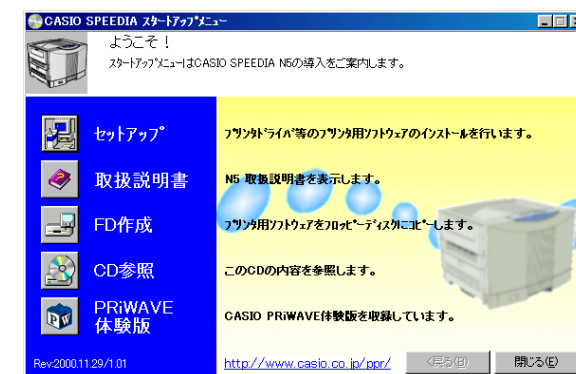 CASIO SPEEDIA ｽﾀｰﾄｱｯﾌﾟﾒﾆｭｰ
ようこそ！
ｽﾀｰﾄｱｯﾌﾟﾒﾆｭｰはCASIO SPEEDIA N5の導入をご案内します。
セットアップ
ﾌﾟﾘﾝﾀﾄﾞﾗｲﾊﾞ等のﾌﾟﾘﾝﾀ用ｿﾌﾄｳｪｱのインストールを行います。
取扱説明書
N5 取扱説明書を表示します。
FD作成
ﾌﾟﾘﾝﾀ用ｿﾌﾄｳｪｱをﾌﾛｯﾋﾟｰﾃﾞｨｽｸにｺﾋﾟｰします。
CD参照
このCDの内容を参照します。
PRiWAVE
体験版
CASIO PRiWAVE体験版を収録しています。
Rev:2000.11.29/1.01
http://www.casio.co.jp/ppr/
<戻る(B)
閉じる(E)